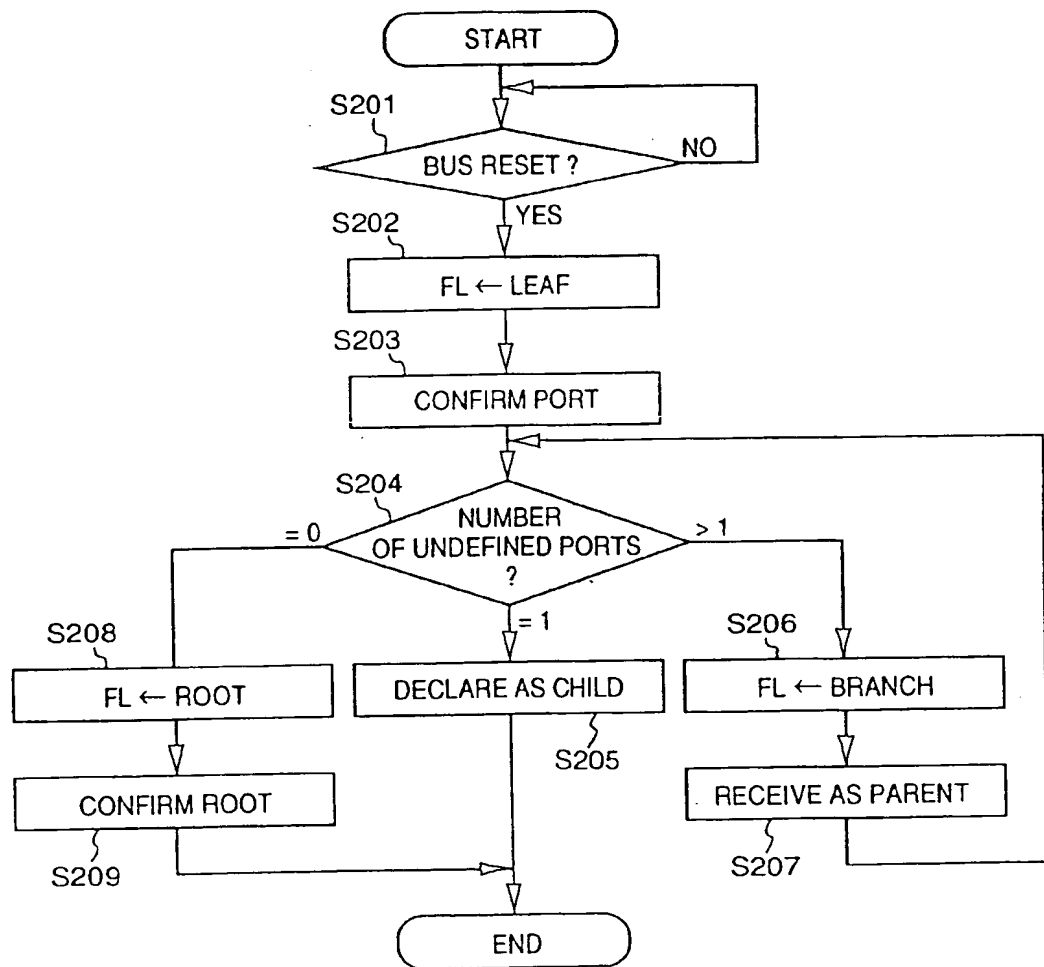 START
S201
BUS RESET ?
NO
YES
S202
FL ← LEAF
S203
CONFIRM PORT
S204
NUMBER
OF UNDEFINED PORTS
?
= 0
= 1
> 1
S208
FL ← ROOT
DECLARE AS CHILD
S205
S206
FL ← BRANCH
CONFIRM ROOT
S209
RECEIVE AS PARENT
S207
END